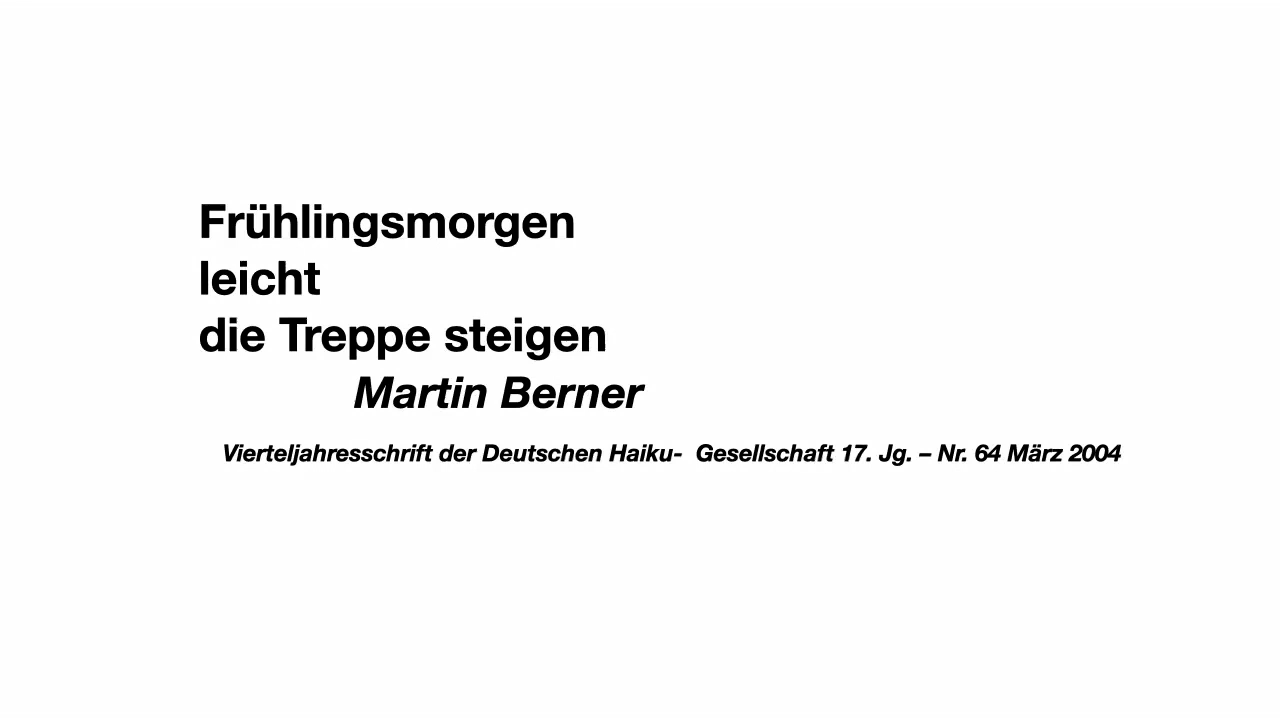 Frühlingsmorgen
leicht
die Treppe steigen
Martin Berner
Vierteljahresschrift der Deutschen Haiku-  Gesellschaft 17. Jg. – Nr. 64 März 2004